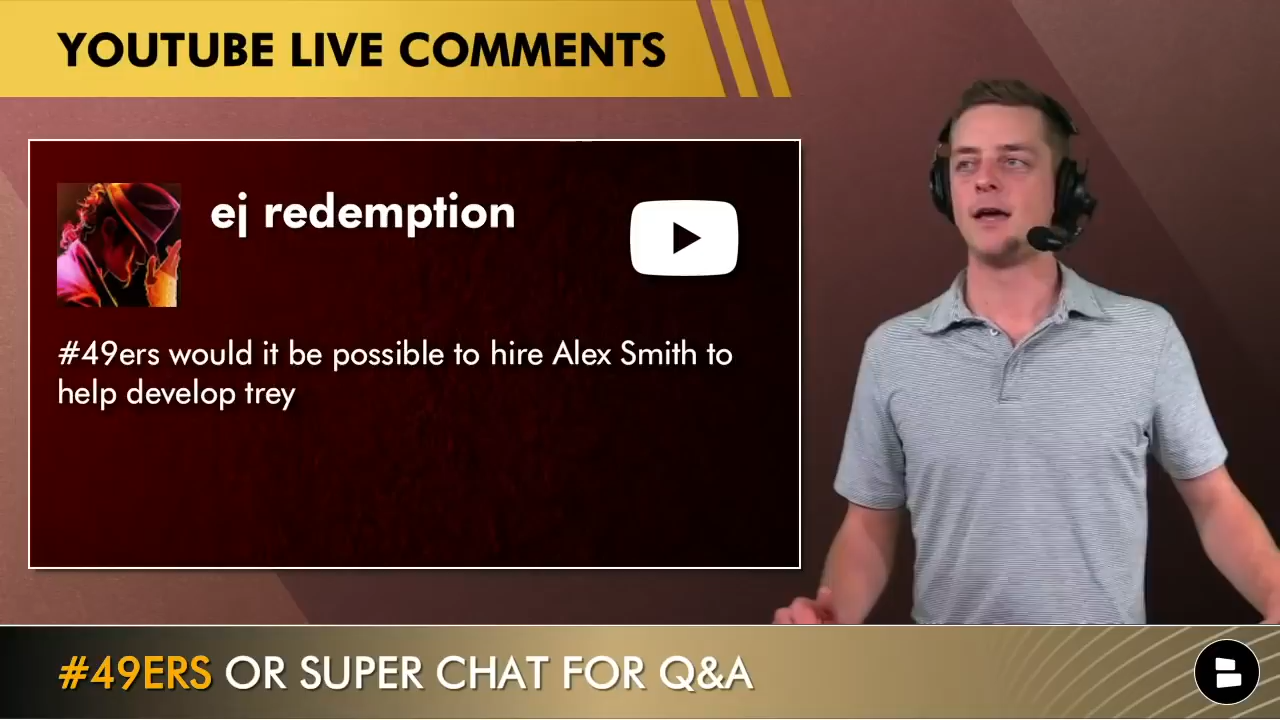 YOUTUBE LIVE COMMENTS
ej redemption
#49ers would it be possible to hire Alex Smith to
help develop trey
#49ERS OR SUPER CHAT FOR Q&A